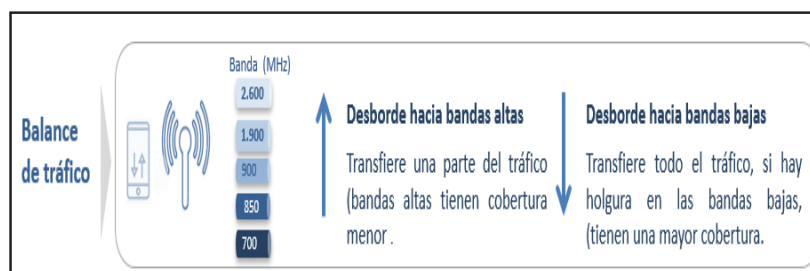 Balance
de tráfico
Banda (MHz)
2.600
1.900
900
850
700
Desborde hacia bandas altas
Transfiere una parte del tráfico
(bandas altas tienen cobertura
menor .
Desborde hacia bandas bajas
Transfiere todo el tráfico, si hay
holgura en las bandas bajas,
(tienen una mayor cobertura.